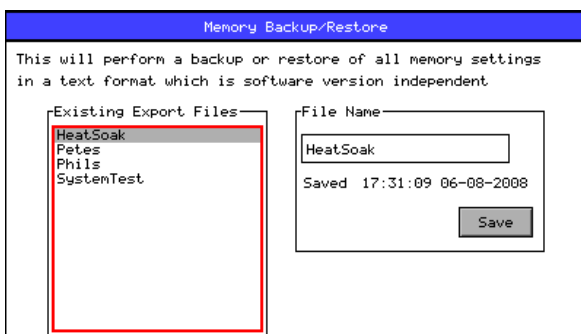 Memory Backup/Restore
This will perform a backup or restore of all memory settings
in a text format which is software version independent
Existing Export Files
HeatSoak
Petes
Phils
SystemTest
File Name
HeatSoak
Saved 17:31:09 06-08-2008
Save